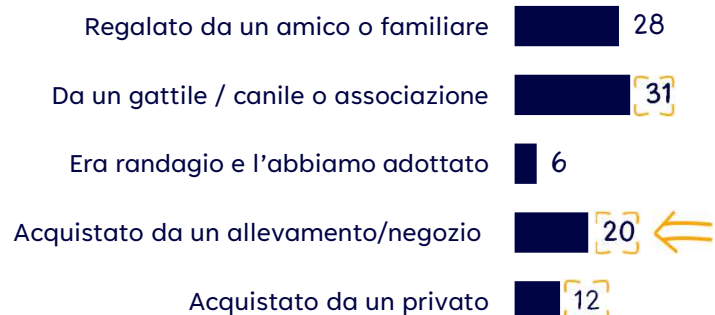 Regalato da un amico o familiare 28
Da un gattile / canile o associazione 31
Era randagio e l'abbiamo adottato 6
Acquistato da un allevamento/negozio 20
Acquistato da un privato 12